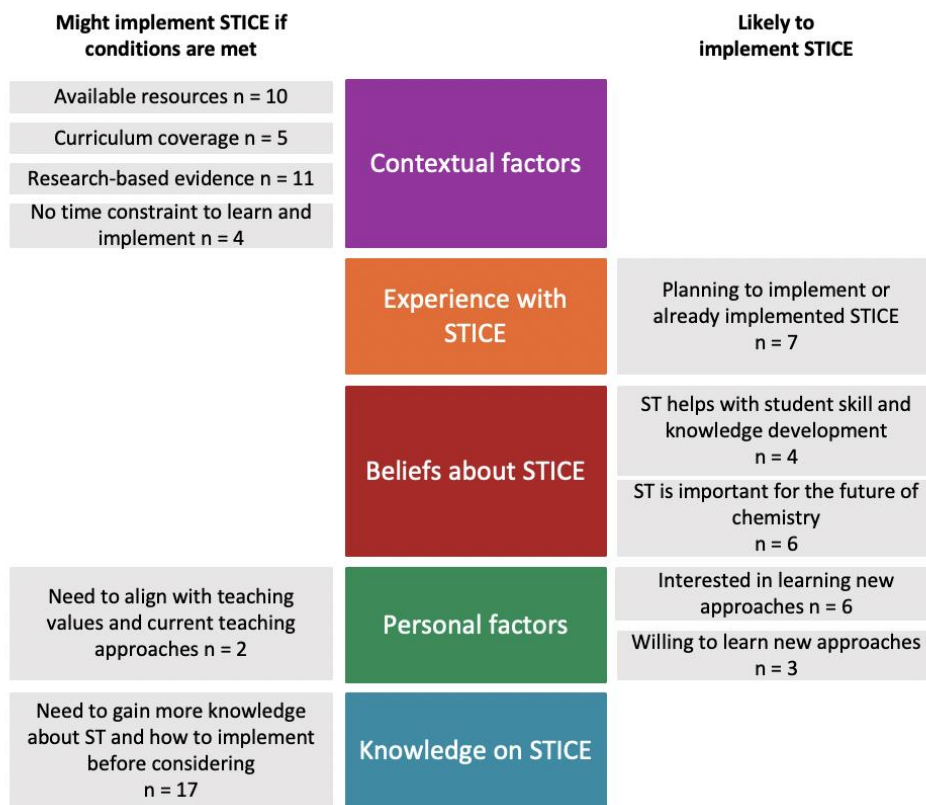 Might implement STICE if
conditions are met
Likely to
implement STICE
Available resources n = 10
Curriculum coverage n = 5
Research-based evidence n = 11
No time constraint to learn and
implement n = 4
Contextual factors
Experience with
STICE
Planning to implement or
already implemented STICE
n = 7
Beliefs about STICE
ST helps with student skill and
knowledge development
n = 4
ST is important for the future of
chemistry
n = 6
Need to align with teaching
values and current teaching
approaches n = 2
Personal factors
Interested in learning new
approaches n = 6
Willing to learn new approaches
n = 3
Need to gain more knowledge
about ST and how to implement
before considering
n = 17
Knowledge on STICE